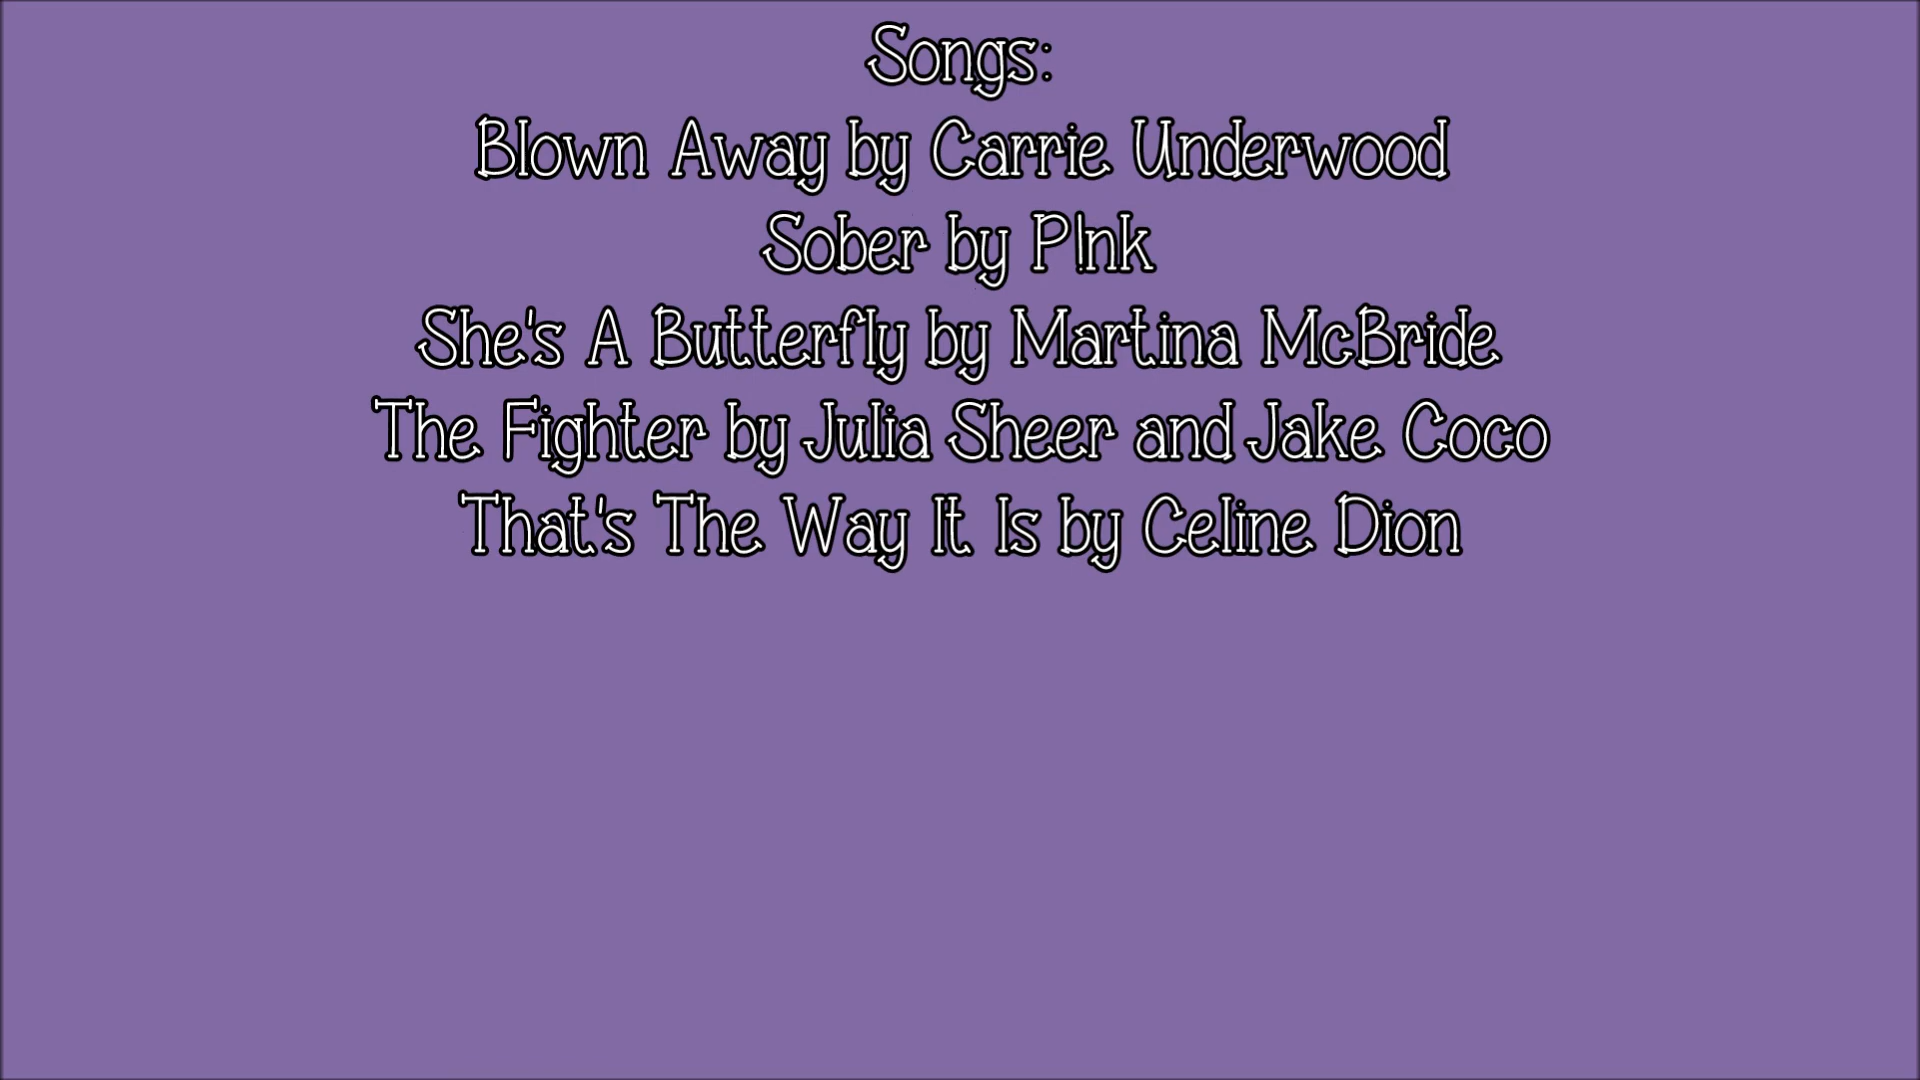 Songs:
Blown Away by Carrie Underwood
Sober by P!nk
She's A Butterfly by Martina McBride
The Fighter by Julia Sheer and Jake Coco
That's The Way It Is by Celine Dion